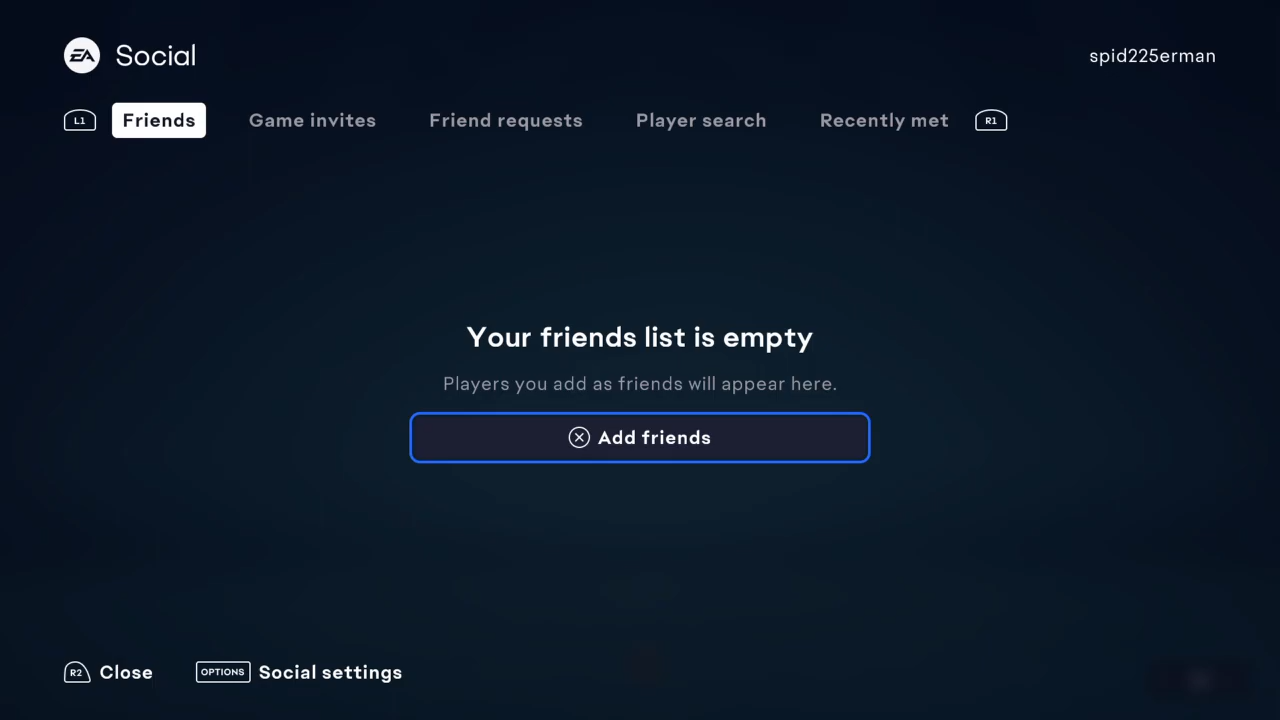 EA Social
spid225erman
L1 Friends Game invites Friend requests Player search Recently met R1
Your friends list is empty
Players you add as friends will appear here.
Add friends
R2 Close OPTIONS Social settings